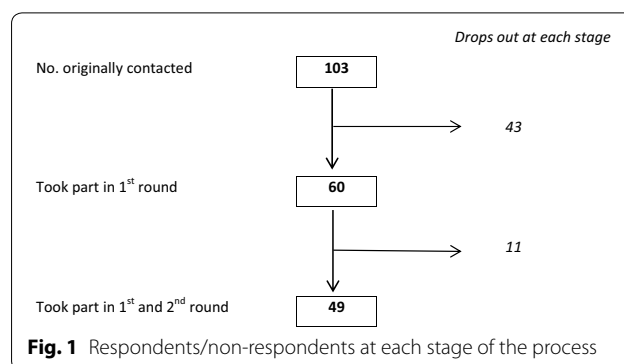 Drops out at each stage
No. originally contacted 103
43
Took part in 1st round 60
11
Took part in 1st and 2nd round 49
Fig. 1 Respondents/non-respondents at each stage of the process